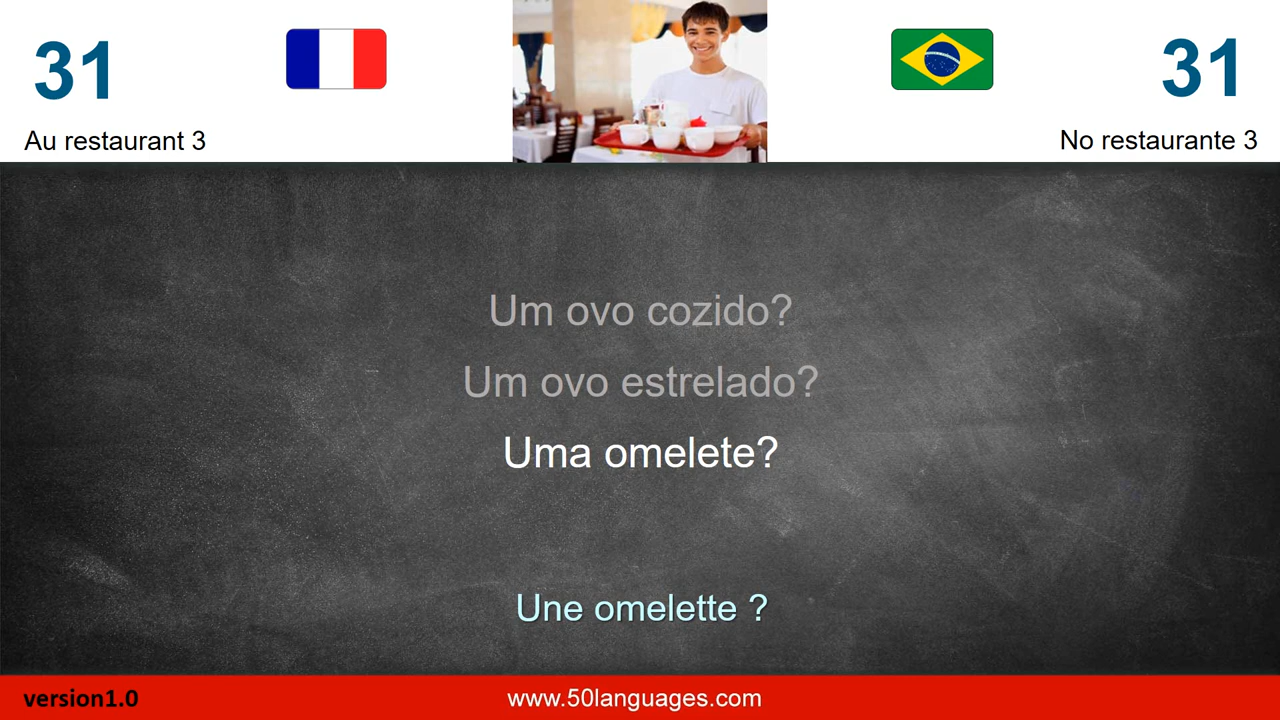 31
31
Au restaurant 3
No restaurante 3
Um ovo cozido?
Um ovo estrelado?
Uma omelete?
Une omelette ?
version1.0
www.50languages.com